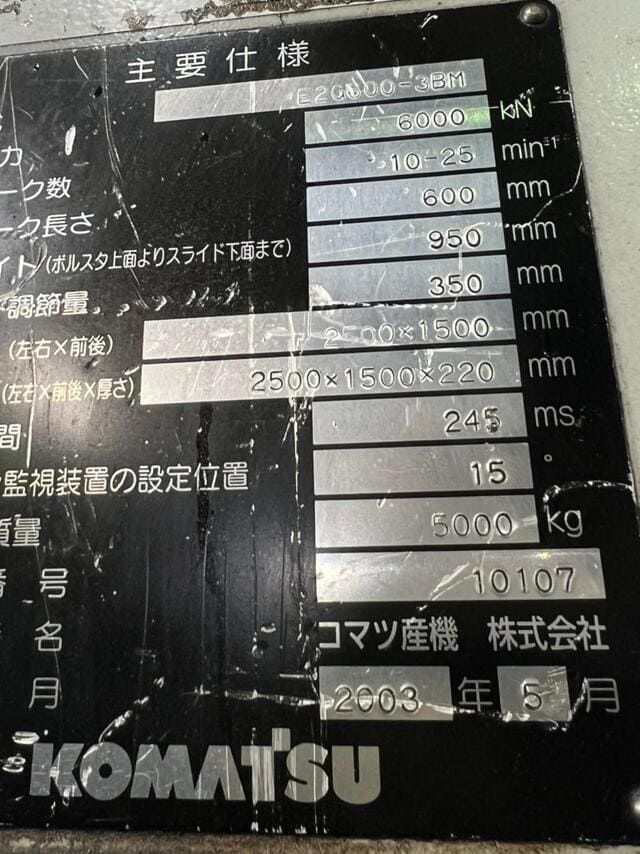 主要仕様
E2G600-3BM
力 6000 kN
ーク数 10-25 min⁻¹
ーク長さ 600 mm
イト(ボルスタ上面よりスライド下面まで) 950 mm
調節量 350 mm
(左右×前後) 2500×1500 mm
(左右×前後×厚さ) 2500×1500×220 mm
間 245 ms
監視装置の設定位置 15 °
質量 5000 kg
番号 10107
名 コマツ産機 株式会社
月 2003年5月
KOMATSU